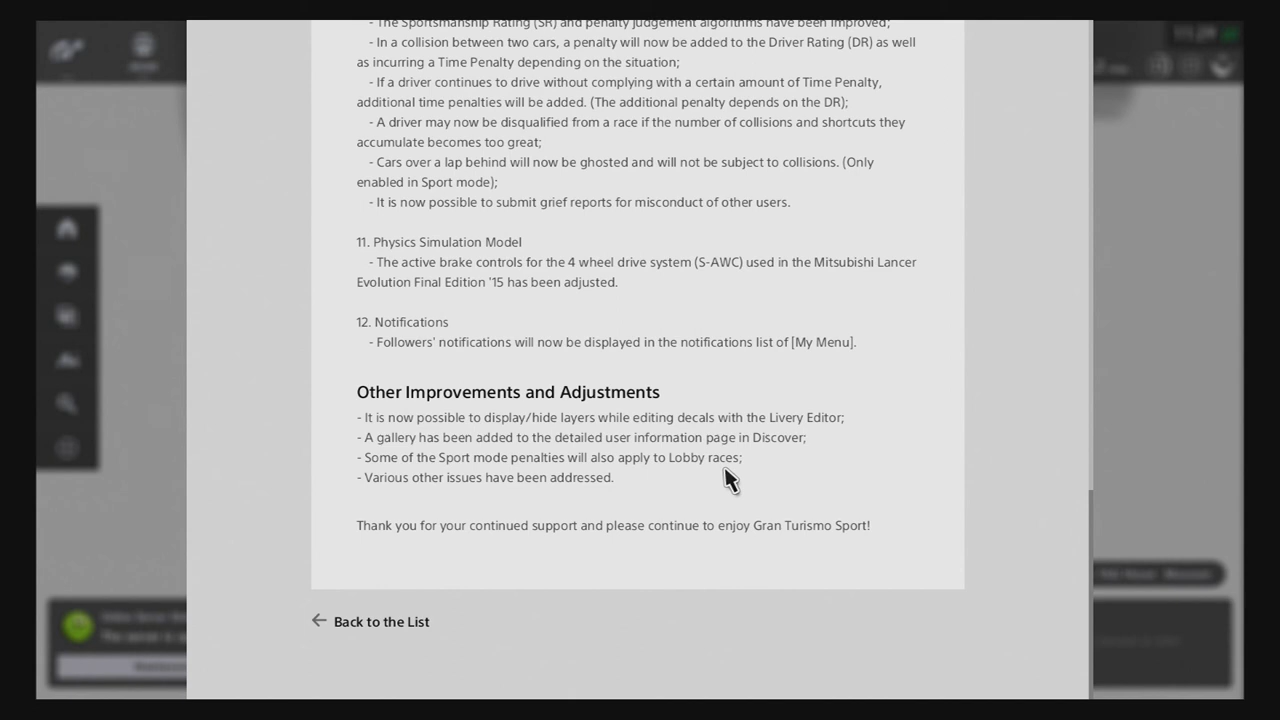 - The Sportsmanship Rating (SR) and penalty judgement algorithms have been improved;
- In a collision between two cars, a penalty will now be added to the Driver Rating (DR) as well
as incurring a Time Penalty depending on the situation;
- If a driver continues to drive without complying with a certain amount of Time Penalty,
additional time penalties will be added. (The additional penalty depends on the DR);
- A driver may now be disqualified from a race if the number of collisions and shortcuts they
accumulate becomes too great;
- Cars over a lap behind will now be ghosted and will not be subject to collisions. (Only
enabled in Sport mode);
- It is now possible to submit grief reports for misconduct of other users.
11. Physics Simulation Model
- The active brake controls for the 4 wheel drive system (S-AWC) used in the Mitsubishi Lancer
Evolution Final Edition '15 has been adjusted.
12. Notifications
- Followers' notifications will now be displayed in the notifications list of [My Menu].
Other Improvements and Adjustments
- It is now possible to display/hide layers while editing decals with the Livery Editor;
- A gallery has been added to the detailed user information page in Discover;
- Some of the Sport mode penalties will also apply to Lobby races;
- Various other issues have been addressed.
Thank you for your continued support and please continue to enjoy Gran Turismo Sport!
Back to the List